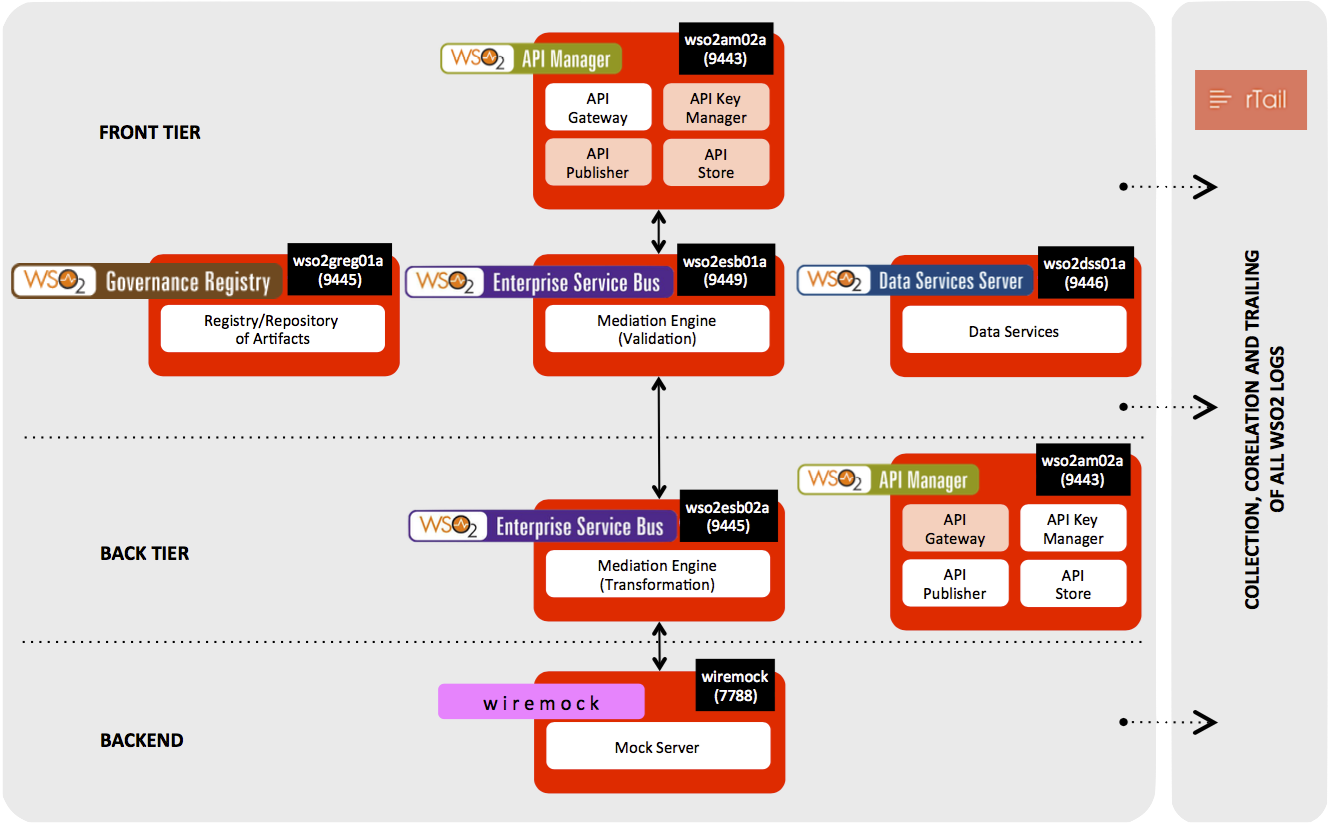 WSO2 API Manager
wso2am02a
(9443)
API
Gateway
API Key
Manager
API
Publisher
API
Store
FRONT TIER
rTail
WSO2 Governance Registry
wso2greg01a
(9445)
Registry/Repository
of Artifacts
WSO2 Enterprise Service Bus
wso2esb01a
(9449)
Mediation Engine
(Validation)
WSO2 Data Services Server
wso2dss01a
(9446)
Data Services
COLLECTION, CORELATION AND TRAILING
OF ALL WSO2 LOGS
BACK TIER
WSO2 Enterprise Service Bus
wso2esb02a
(9445)
Mediation Engine
(Transformation)
WSO2 API Manager
wso2am02a
(9443)
API
Gateway
API Key
Manager
API
Publisher
API
Store
BACKEND
wiremock
wiremock
(7788)
Mock Server